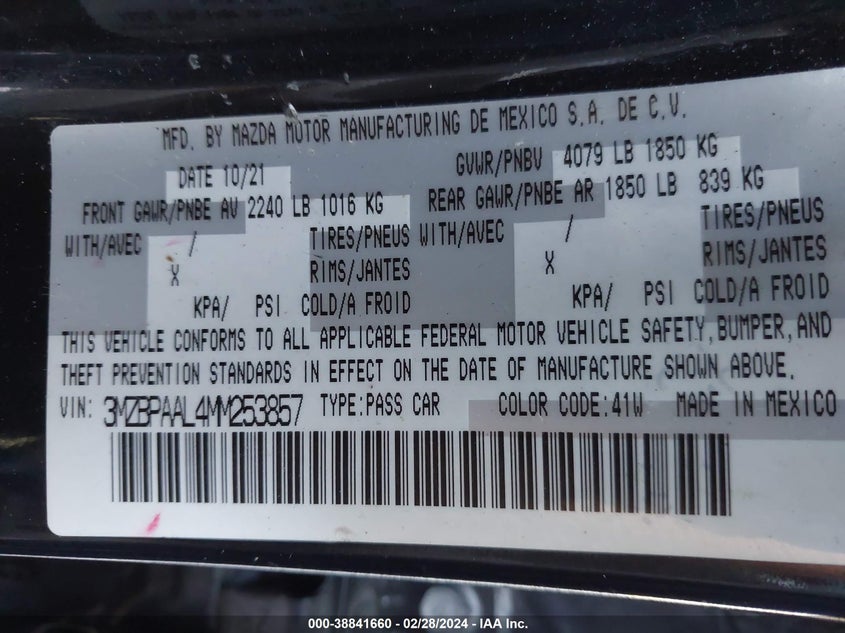 MFD. BY MAZDA MOTOR MANUFACTURING DE MEXICO S.A. DE C.V.
DATE 10/21 GVWR/PNBV 4079 LB 1850 KG
FRONT GAWR/PNBE AV 2240 LB 1016 KG REAR GAWR/PNBE AR 1850 LB 839 KG
WITH/AVEC / TIRES/PNEUS WITH/AVEC / TIRES/PNEUS
X RIMS/JANTES X RIMS/JANTES
KPA/ PSI COLD/A FROID KPA/ PSI COLD/A FROID
THIS VEHICLE CONFORMS TO ALL APPLICABLE FEDERAL MOTOR VEHICLE SAFETY, BUMPER, AND
THEFT PREVENTION STANDARDS IN EFFECT ON THE DATE OF MANUFACTURE SHOWN ABOVE.
VIN: 3MZBPAAL4MM253857 TYPE:PASS CAR COLOR CODE:41W MADE IN MEXICO
000-38841660 - 02/28/2024 - IAA Inc.